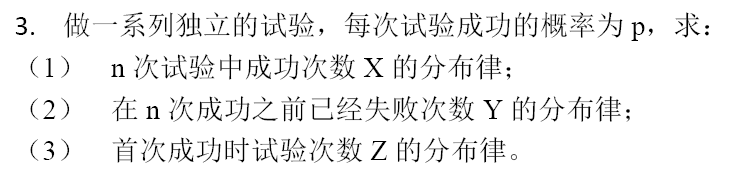 3. 做一系列独立的试验，每次试验成功的概率为 p，求：
（1） n 次试验中成功次数 X 的分布律；
（2） 在 n 次成功之前已经失败次数 Y 的分布律；
（3） 首次成功时试验次数 Z 的分布律。